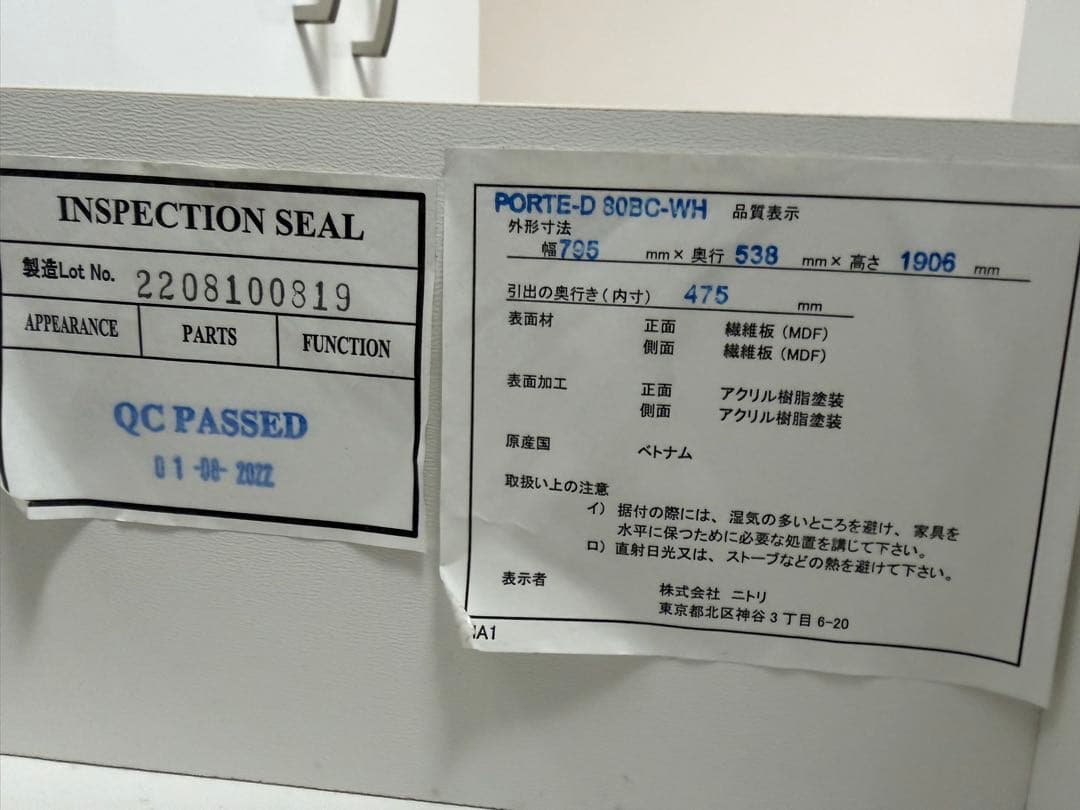 INSPECTION SEAL
製造Lot No. 2208100819
APPEARANCE PARTS FUNCTION
QC PASSED
01-08-2022
PORTE-D 80BC-WH 品質表示
外形寸法
幅795 mm× 奥行 538 mm× 高さ 1906 mm
引出の奥行き(内寸) 475 mm
表面材 正面 繊維板 (MDF)
側面 繊維板 (MDF)
表面加工 正面 アクリル樹脂塗装
側面 アクリル樹脂塗装
原産国 ベトナム
取扱い上の注意
イ) 据付の際には、湿気の多いところを避け、家具を
水平に保つために必要な処置を講じて下さい。
ロ) 直射日光又は、ストーブなどの熱を避けて下さい。
表示者 株式会社 ニトリ
東京都北区神谷3丁目6-20